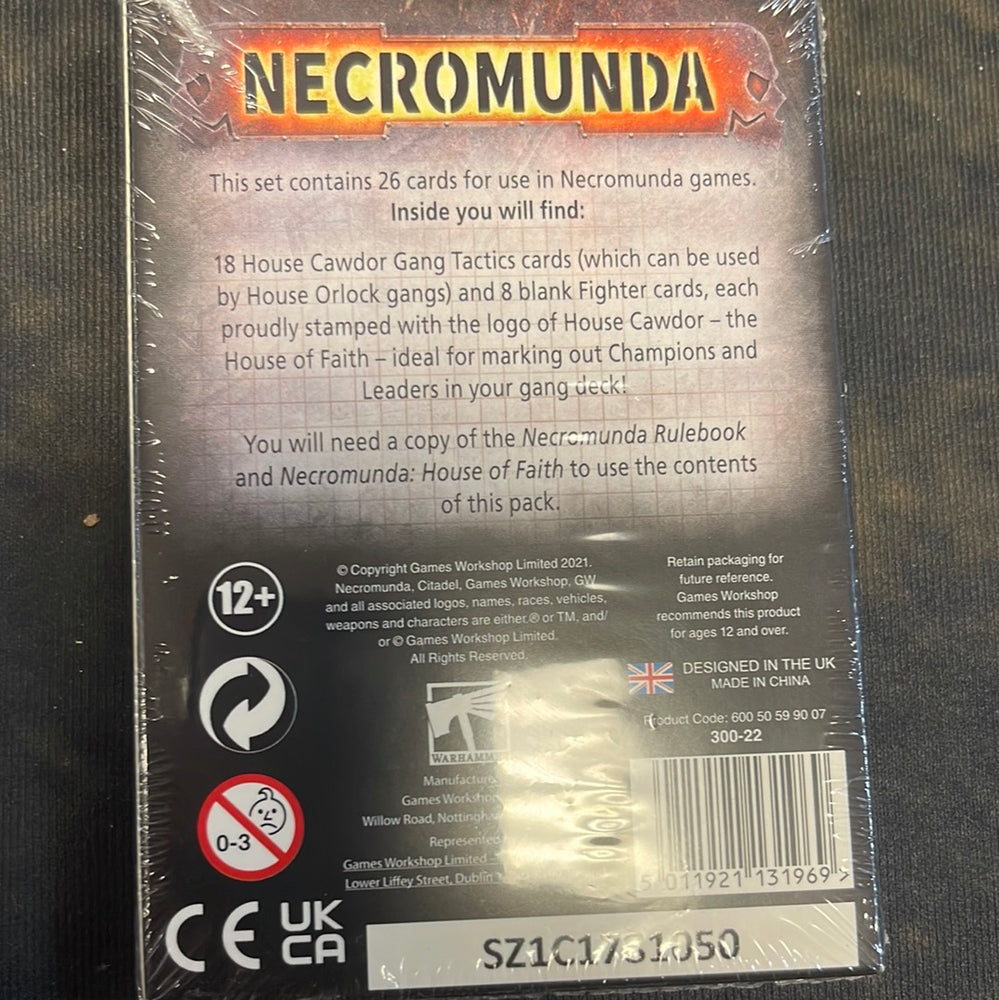 NECROMUNDA
This set contains 26 cards for use in Necromunda games.
Inside you will find:
18 House Cawdor Gang Tactics cards (which can be used
by House Orlock gangs) and 8 blank Fighter cards, each
proudly stamped with the logo of House Cawdor – the
House of Faith – ideal for marking out Champions and
Leaders in your gang deck!
You will need a copy of the Necromunda Rulebook
and Necromunda: House of Faith to use the contents
of this pack.
12+
© Copyright Games Workshop Limited 2021.
Necromunda, Citadel, Games Workshop, GW
and all associated logos, names, races, vehicles,
weapons and characters are either ® or TM, and/
or © Games Workshop Limited.
All Rights Reserved.
Retain packaging for
future reference.
Games Workshop
recommends this product
for ages 12 and over.
DESIGNED IN THE UK
MADE IN CHINA
Product Code: 600 50 59 90 07
300-22
Games Workshop
Willow Road,
Games Workshop Limited
Lower Liffey Street, Dublin
0-3
5 011921 131969 >
CE UK
CA